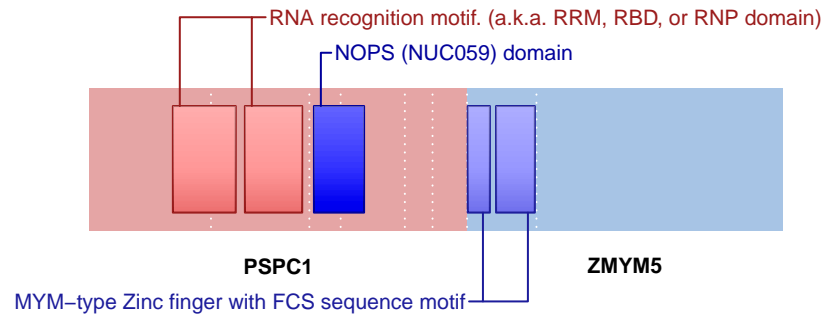 RNA recognition motif. (a.k.a. RRM, RBD, or RNP domain)
NOPS (NUC059) domain
PSPC1
ZMYM5
MYM−type Zinc finger with FCS sequence motif